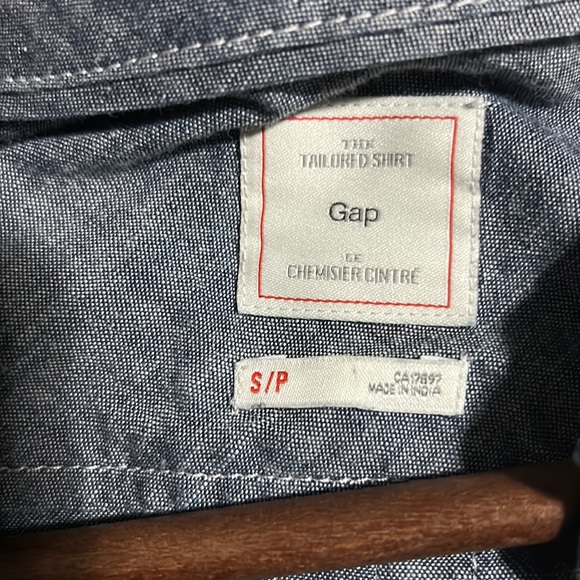 THE
TAILORED SHIRT
Gap
LE
CHEMISIER CINTRÉ
S/P
CA17897
MADE IN INDIA